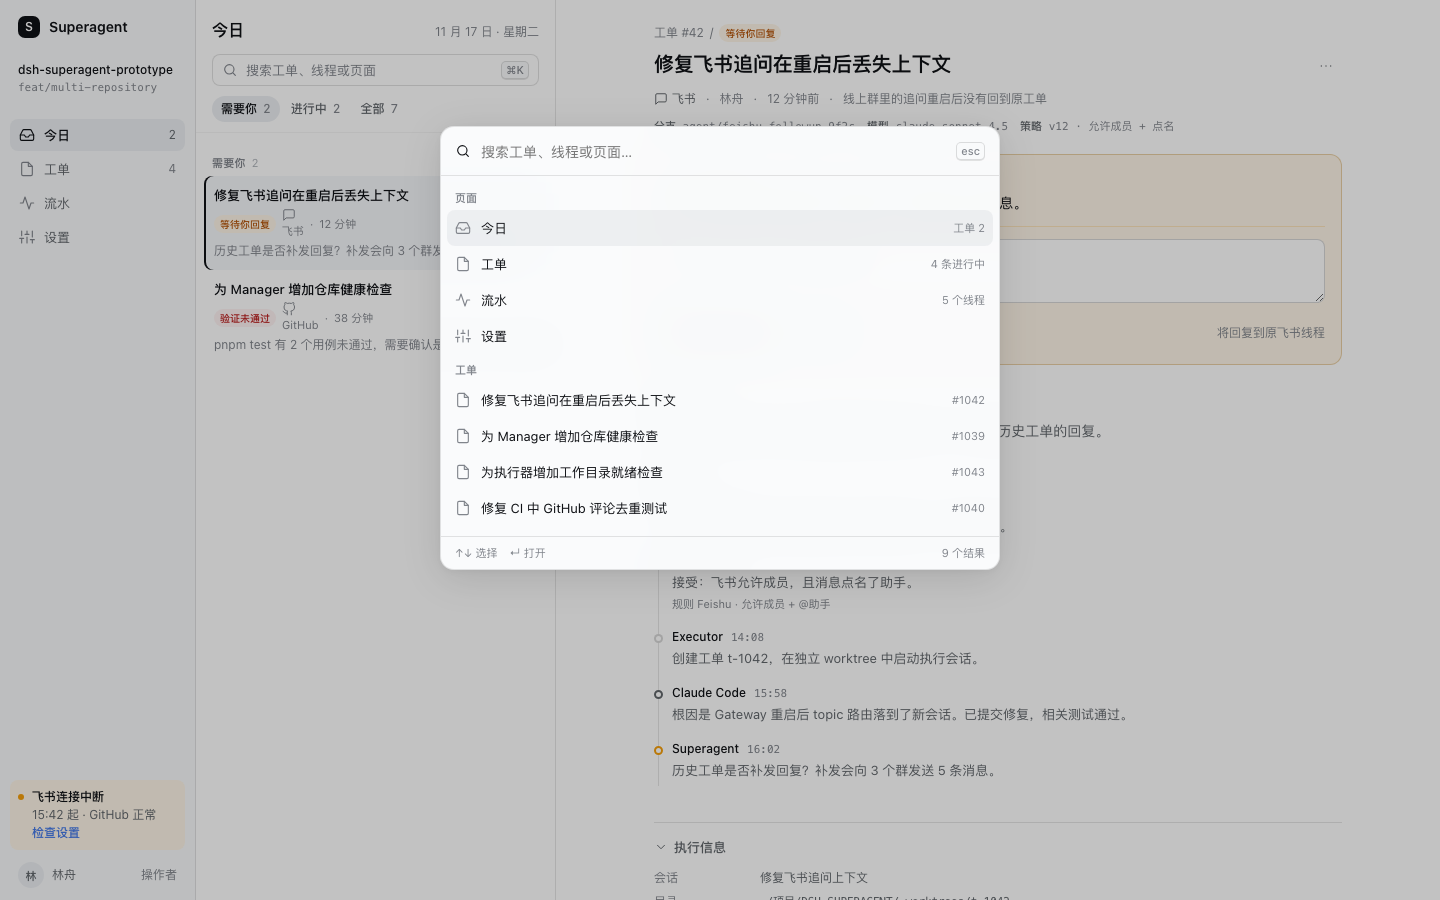 S Superagent
dsh-superagent-prototype
feat/multi-repository
今日 2
工单 4
流水
设置
飞书连接中断
15:42 起 · GitHub 正常
检查设置
林 林舟 操作者
今日 11 月 17 日 · 星期二
搜索工单、线程或页面 ⌘K
需要你 2 进行中 2 全部 7
需要你 2
修复飞书追问在重启后丢失上下文
等待你回复 飞书 · 12 分钟
历史工单是否补发回复？补发会向 3 个群发
为 Manager 增加仓库健康检查
验证未通过 GitHub · 38 分钟
pnpm test 有 2 个用例未通过，需要确认是
搜索工单、线程或页面... esc
页面
今日 工单 2
工单 4 条进行中
流水 5 个线程
设置
工单
修复飞书追问在重启后丢失上下文 #1042
为 Manager 增加仓库健康检查 #1039
为执行器增加工作目录就绪检查 #1043
修复 CI 中 GitHub 评论去重测试 #1040
↑↓ 选择 ↵ 打开 9 个结果
工单 #42 / 等待你回复
修复飞书追问在重启后丢失上下文 ···
飞书 · 林舟 · 12 分钟前 · 线上群里的追问重启后没有回到原工单
4.5 策略 v12 · 允许成员 + 点名
息。
将回复到原飞书线程
历史工单的回复。
。
接受：飞书允许成员，且消息点名了助手。
规则 Feishu · 允许成员 + @助手
Executor 14:08
创建工单 t-1042，在独立 worktree 中启动执行会话。
Claude Code 15:58
根因是 Gateway 重启后 topic 路由落到了新会话。已提交修复，相关测试通过。
Superagent 16:02
历史工单是否补发回复？补发会向 3 个群发送 5 条消息。
执行信息
会话 修复飞书追问上下文